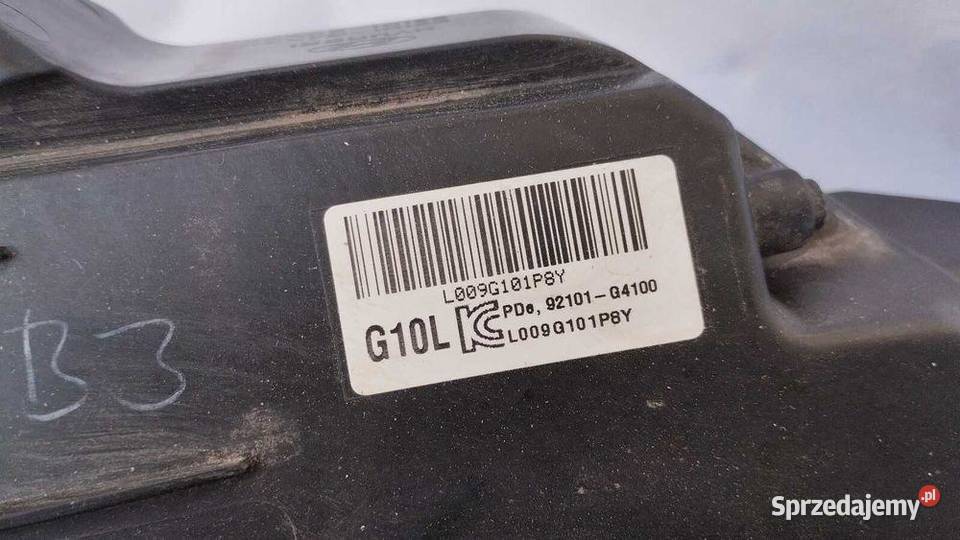 L009G101P8Y
G10L
PDe, 92101-G4100
L009G101P8Y
B3
Sprzedajemy.pl